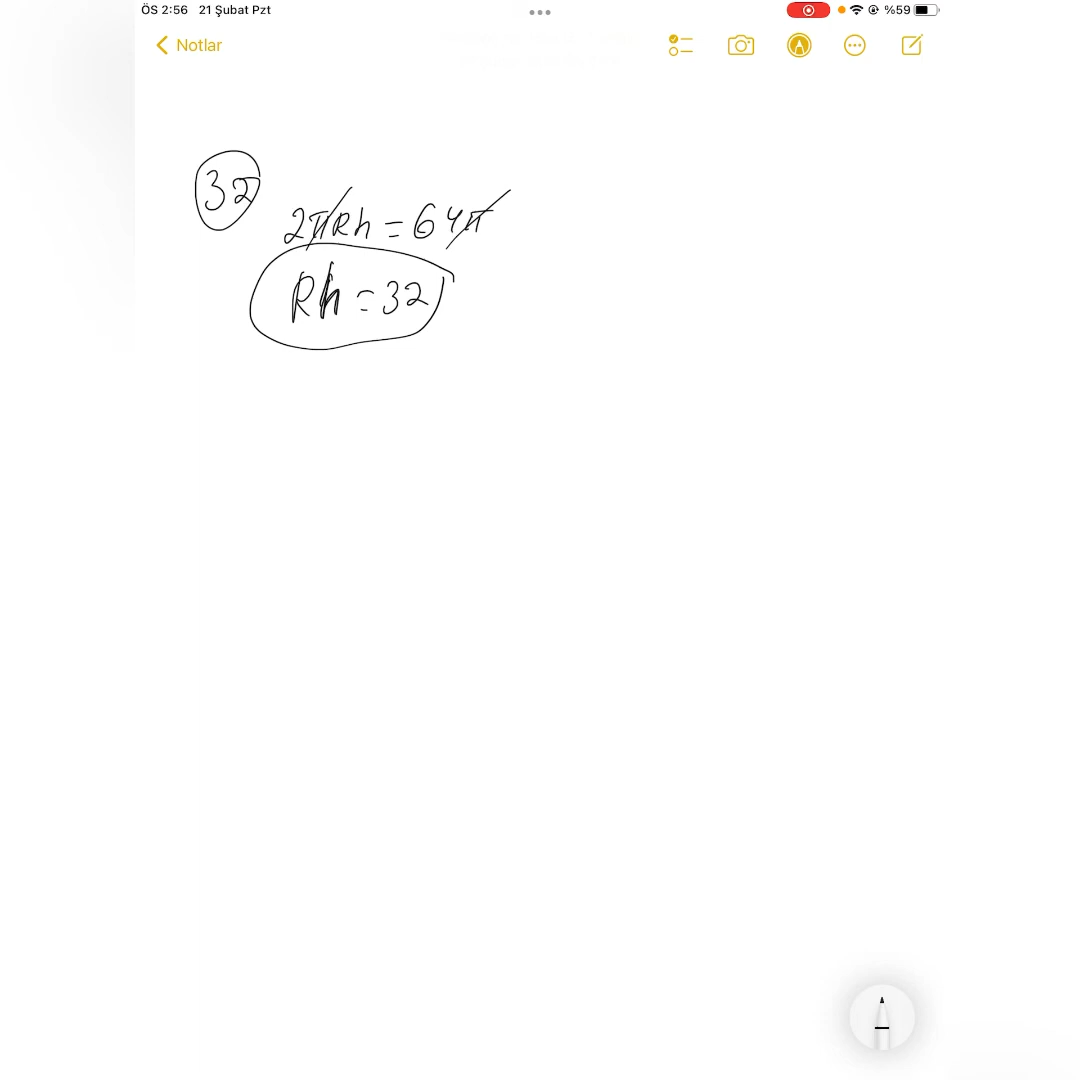 ÖS 2:56 21 Şubat Pzt %59
Notlar
32
2πRh = 64π
Rh = 32